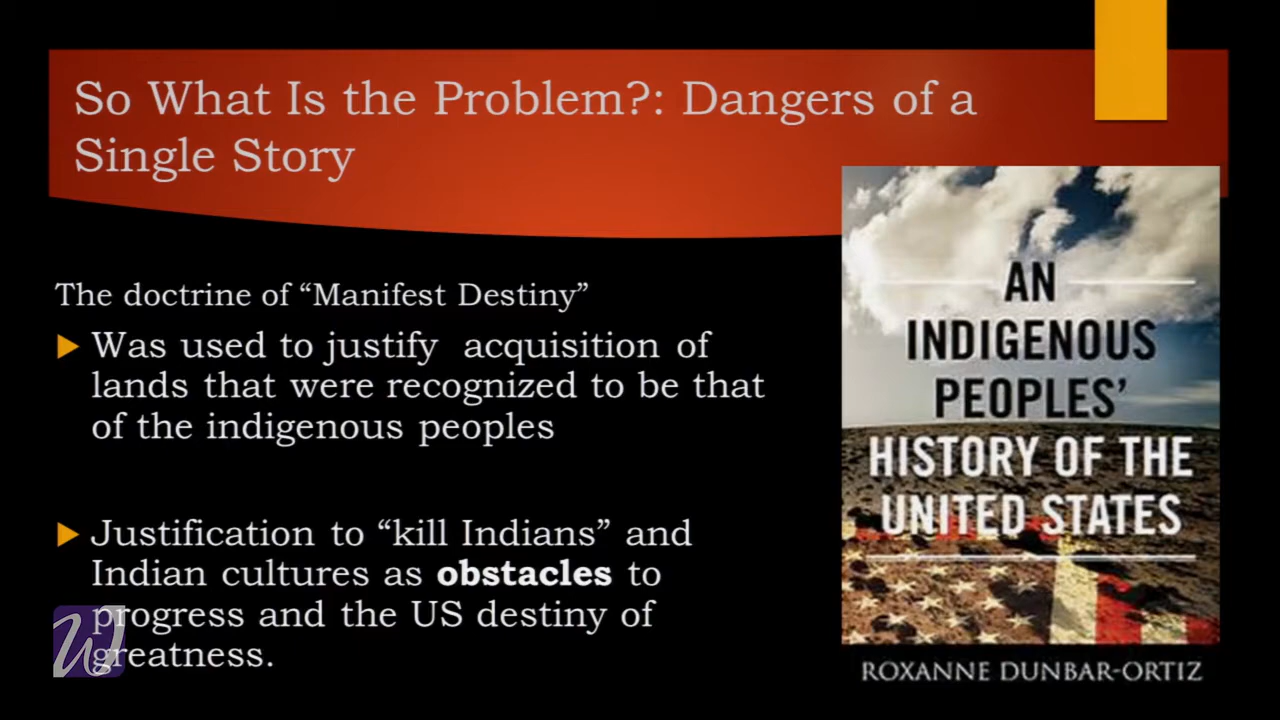 So What Is the Problem?: Dangers of a
Single Story
The doctrine of “Manifest Destiny”
Was used to justify acquisition of
lands that were recognized to be that
of the indigenous peoples
Justification to “kill Indians” and
Indian cultures as obstacles to
progress and the US destiny of
greatness.
W
AN
INDIGENOUS
PEOPLES’
HISTORY OF THE
UNITED STATES
ROXANNE DUNBAR-ORTIZ